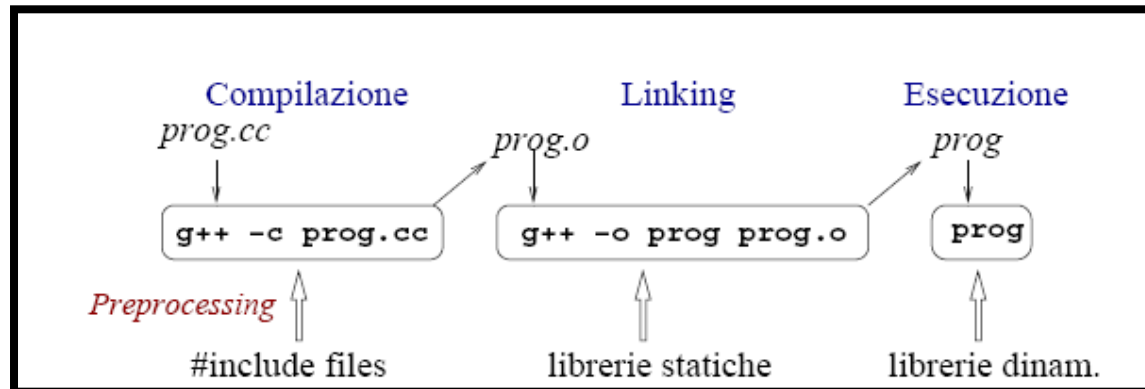 Compilazione Linking Esecuzione
prog.cc prog.o prog
g++ -c prog.cc g++ -o prog prog.o prog
Preprocessing
#include files librerie statiche librerie dinam.